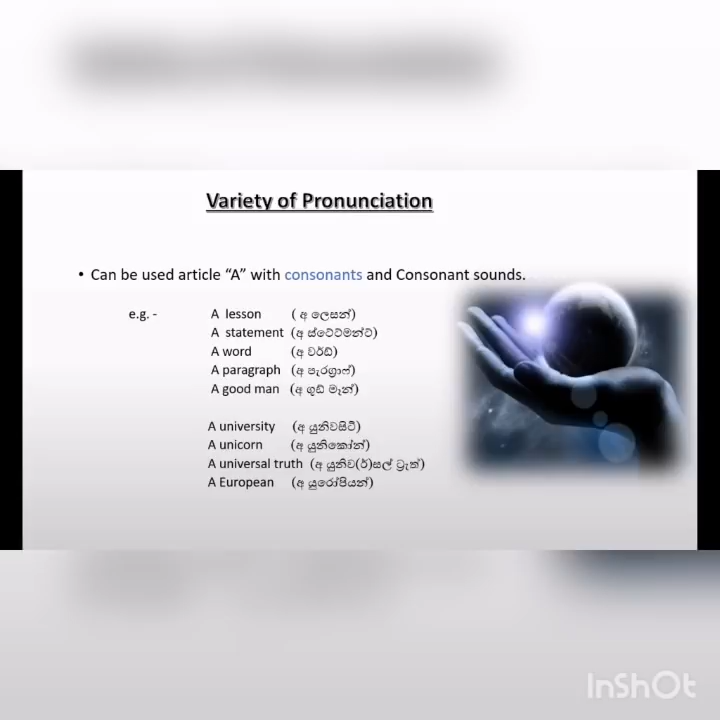 Variety of Pronunciation
• Can be used article “A” with consonants and Consonant sounds.
e.g. - A lesson ( අ ලෙසන්)
A statement (අ ස්ටේට්මන්ට්)
A word (අ වර්ඩ්)
A paragraph (අ පැරග්‍රාෆ්)
A good man (අ ගුඩ් මෑන්)
A university (අ යුනිවසිටී)
A unicorn (අ යුනිකෝන්)
A universal truth (අ යුනිව(ර්)සල් ට්‍රූත්)
A European (අ යුරෝපියන්)
InShOt